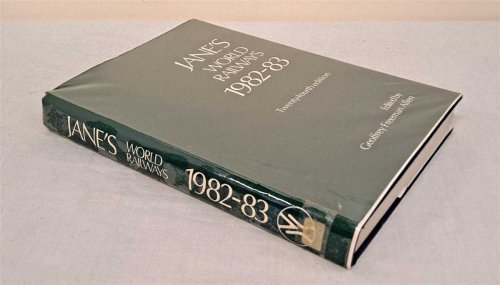 JANE'S
WORLD
RAILWAYS
1982-83
Twenty-fourth edition
Edited by
Geoffrey Freeman Allen
JANE'S
WORLD
RAILWAYS
1982-83